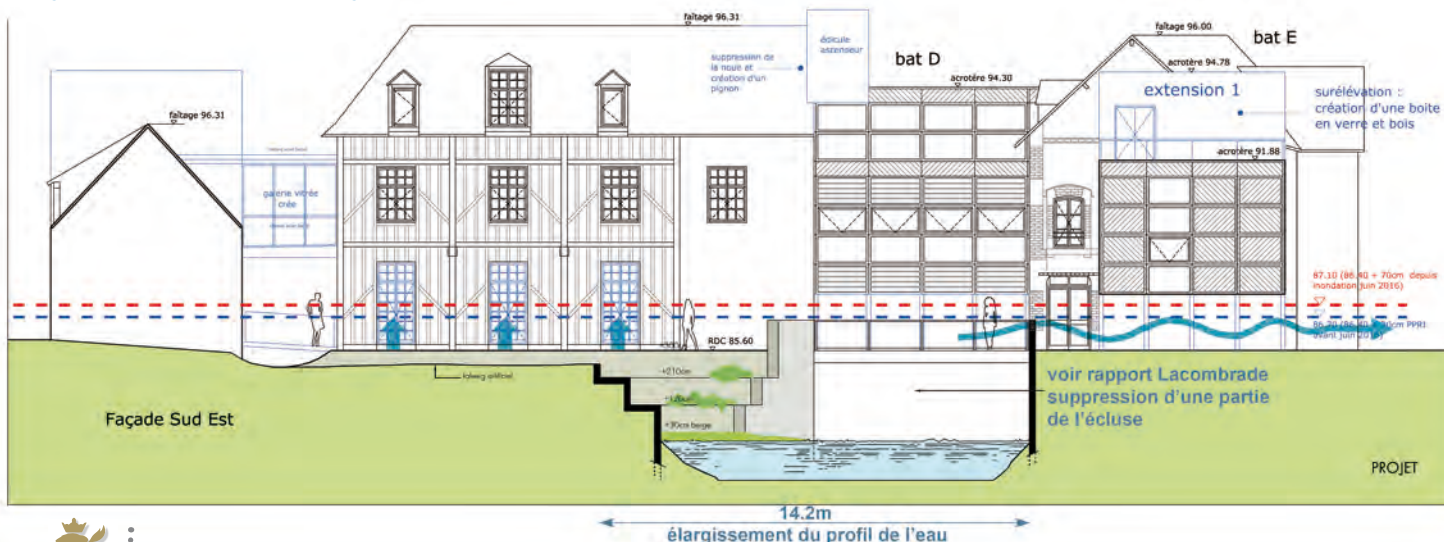 faîtage 96.31
faîtage 96.00
édicule
ascenseur
bat E
bat D
suppression de
la noue et
création d'un
pignon
acrotère 94.78
acrotère 94.30
extension 1
surélévation :
création d'une boite
en verre et bois
faîtage 96.31
acrotère 91.88
galerie vitrée
crée
87.10 (86.40 + 70cm depuis
inondation juin 2016)
PPRI
RDC 85.60
+210cm
voir rapport Lacombrade
suppression d'une partie
de l'écluse
Façade Sud Est
+30cm berge
PROJET
14.2m
élargissement du profil de l'eau